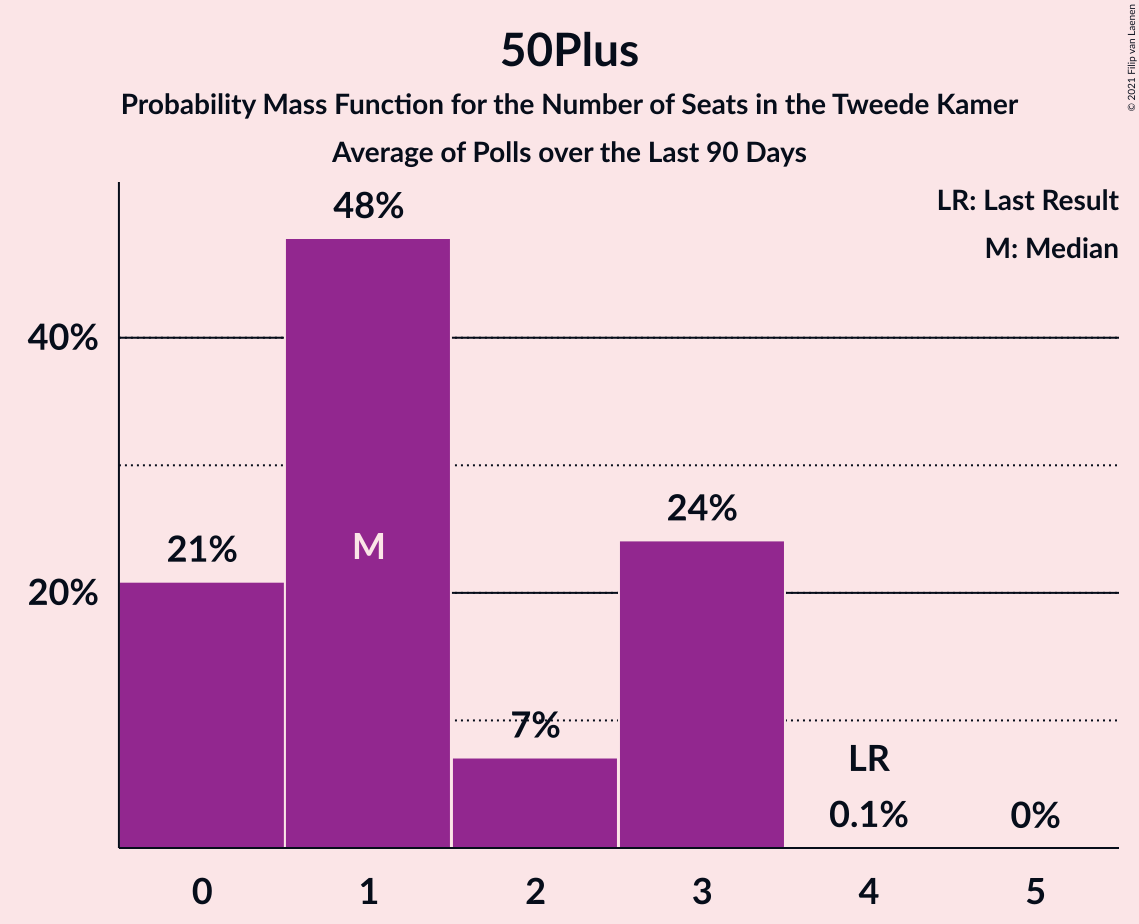 50Plus
Probability Mass Function for the Number of Seats in the Tweede Kamer
Average of Polls over the Last 90 Days
© 2021 Filip van Laenen
LR: Last Result
M: Median
48%
40%
24%
21%
M
20%
7%
LR
0.1%
0%
0
1
2
3
4
5